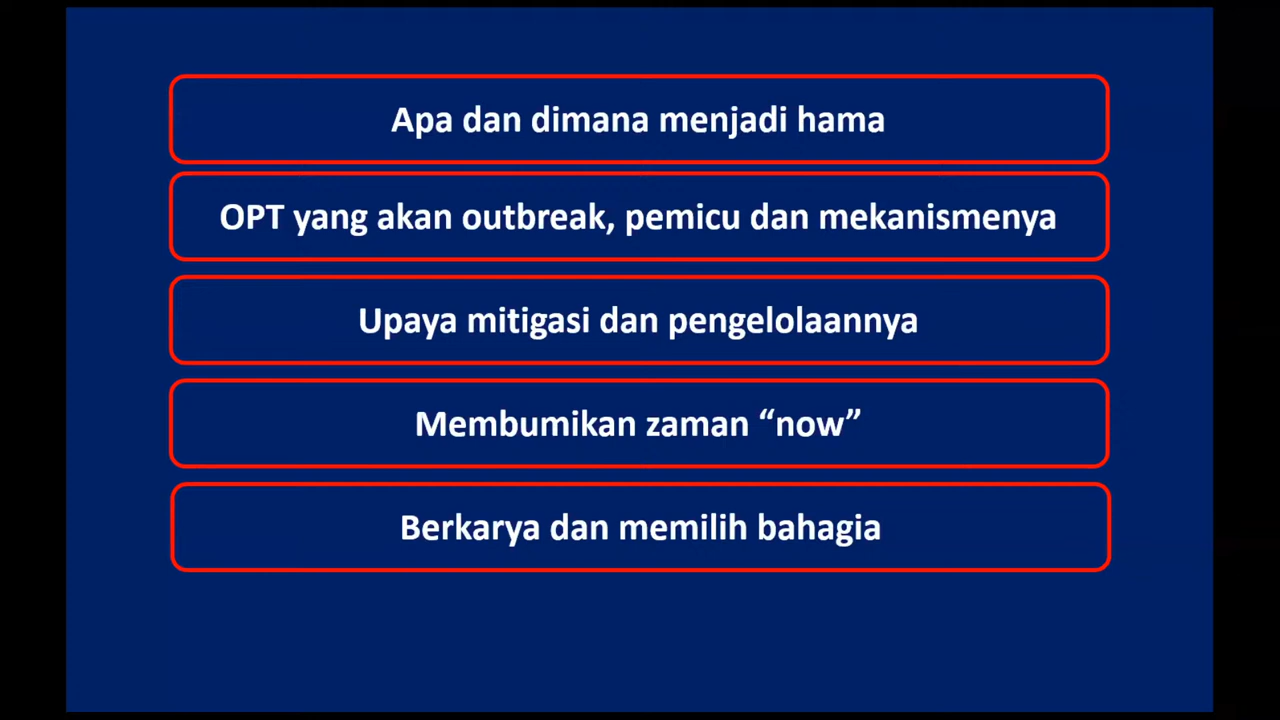 Apa dan dimana menjadi hama
OPT yang akan outbreak, pemicu dan mekanismenya
Upaya mitigasi dan pengelolaannya
Membumikan zaman “now”
Berkarya dan memilih bahagia